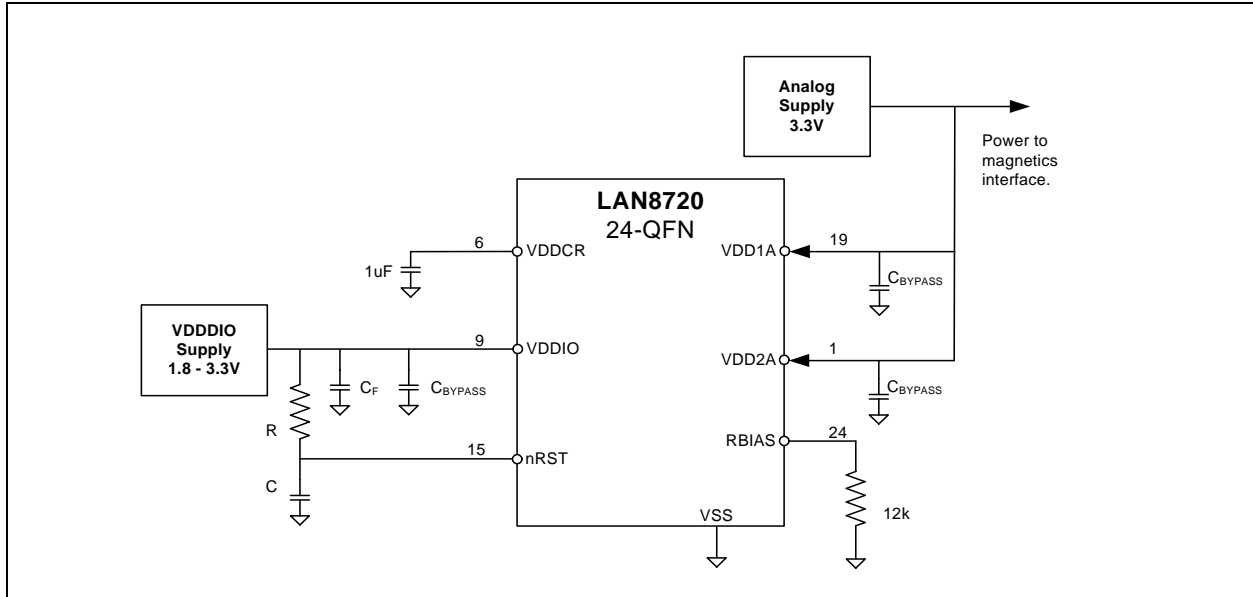 Analog
Supply
3.3V
Power to
magnetics
interface.
LAN8720
24-QFN
6
VDDCR
VDD1A
19
1uF
CBYPASS
VDDDIO
Supply
1.8 - 3.3V
9
VDDIO
VDD2A
1
CF
CBYPASS
CBYPASS
R
RBIAS
24
15
nRST
C
12k
VSS